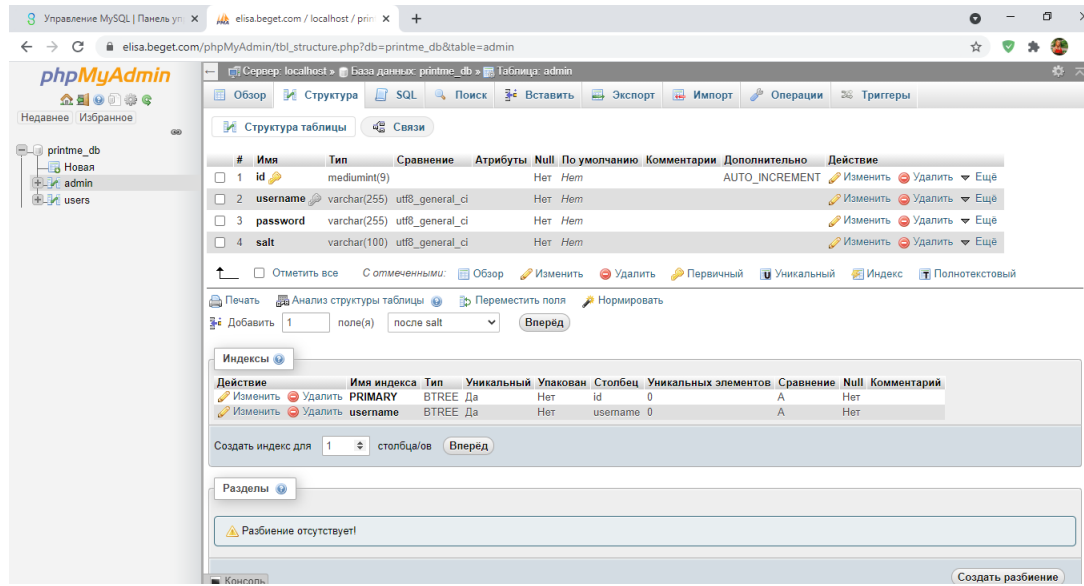 Управление MySQL | Панель уп
elisa.beget.com / localhost / prin
elisa.beget.com/phpMyAdmin/tbl_structure.php?db=printme_db&table=admin
phpMyAdmin
Недавнее Избранное
printme_db
Новая
admin
users
Сервер: localhost » База данных: printme_db » Таблица: admin
Обзор Структура SQL Поиск Вставить Экспорт Импорт Операции Триггеры
Структура таблицы Связи
# Имя Тип Сравнение Атрибуты Null По умолчанию Комментарии Дополнительно Действие
1 id mediumint(9) Нет Нет AUTO_INCREMENT Изменить Удалить Ещё
2 username varchar(255) utf8_general_ci Нет Нет Изменить Удалить Ещё
3 password varchar(255) utf8_general_ci Нет Нет Изменить Удалить Ещё
4 salt varchar(100) utf8_general_ci Нет Нет Изменить Удалить Ещё
Отметить все С отмеченными: Обзор Изменить Удалить Первичный Уникальный Индекс Полнотекстовый
Печать Анализ структуры таблицы Переместить поля Нормировать
Добавить 1 поле(я) после salt Вперёд
Индексы
Действие Имя индекса Тип Уникальный Упакован Столбец Уникальных элементов Сравнение Null Комментарий
Изменить Удалить PRIMARY BTREE Да Нет id 0 A Нет
Изменить Удалить username BTREE Да Нет username 0 A Нет
Создать индекс для 1 столбца/ов Вперёд
Разделы
Разбиение отсутствует!
Создать разбиение
Консоль